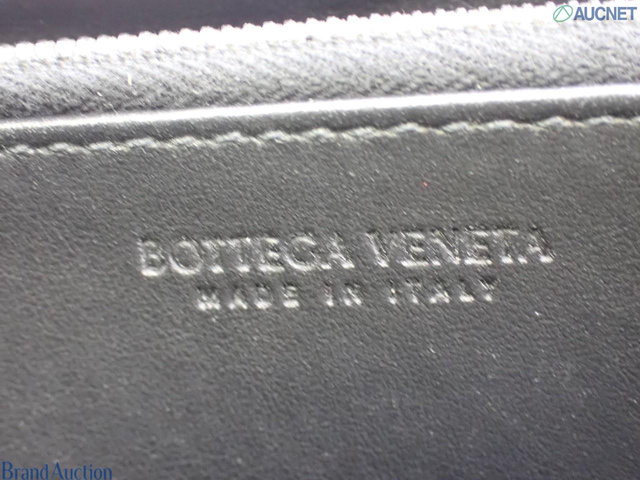 AUCNET
BOTTEGA VENETA
MADE IN ITALY
Brand Auction